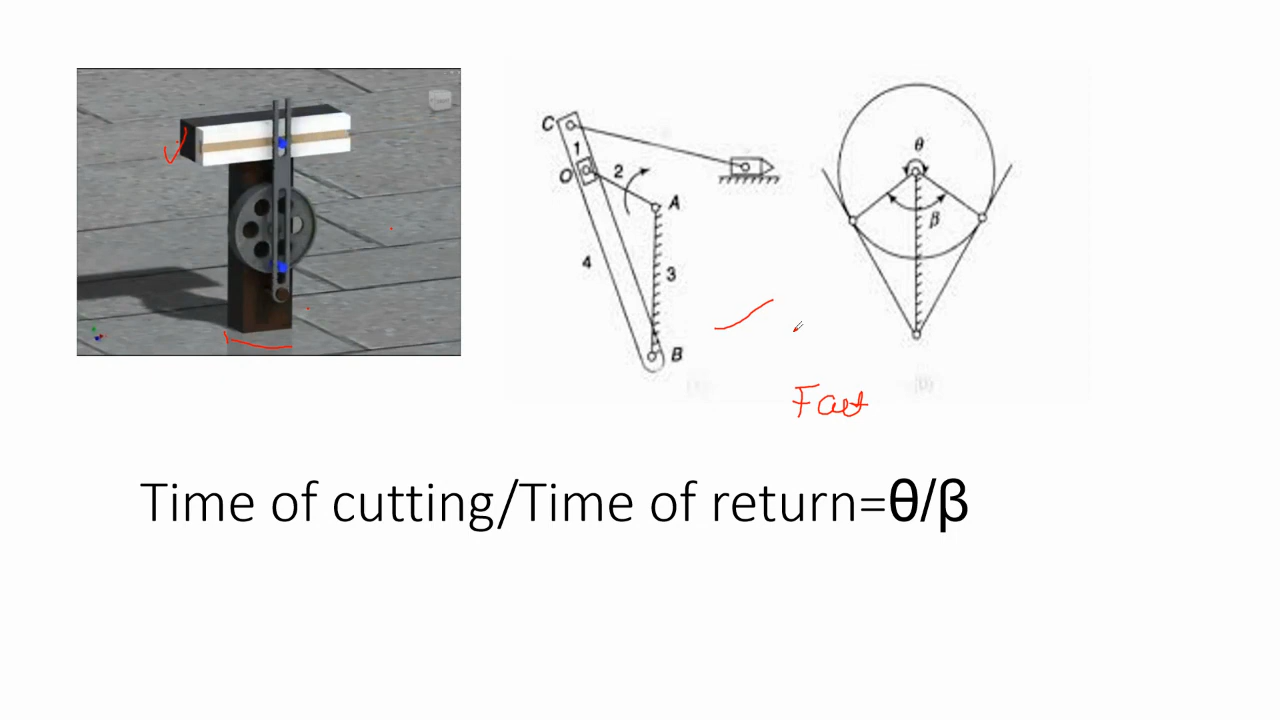 C
1
O
2
A
4
3
B
θ
β
Fast
Time of cutting/Time of return=θ/β